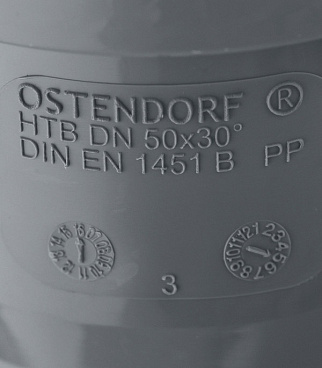 OSTENDORF ®
HTB DN 50x30°
DIN EN 1451 B PP
3